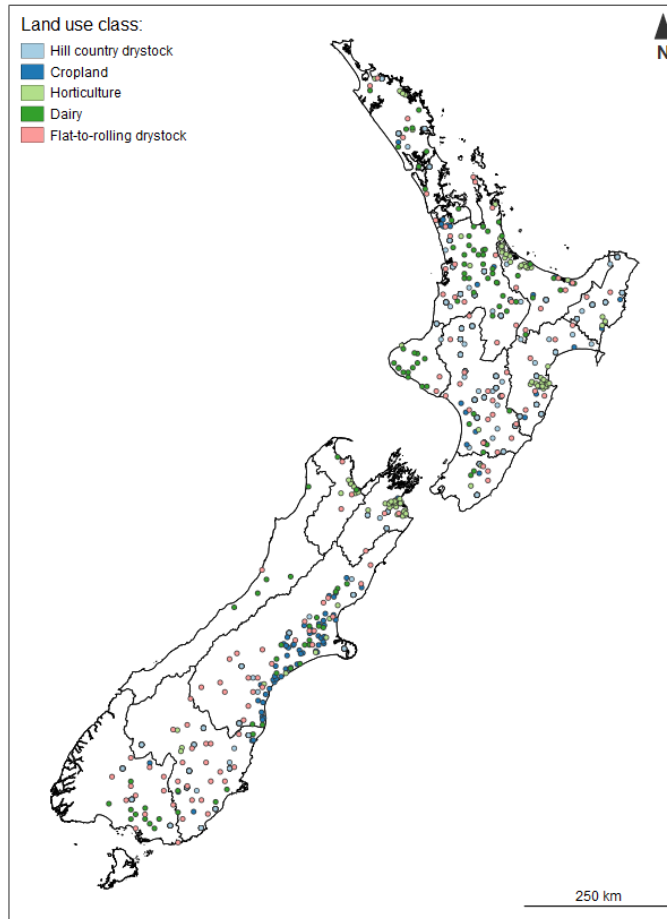 Land use class:
Hill country drystock
Cropland
Horticulture
Dairy
Flat-to-rolling drystock
N
250 km